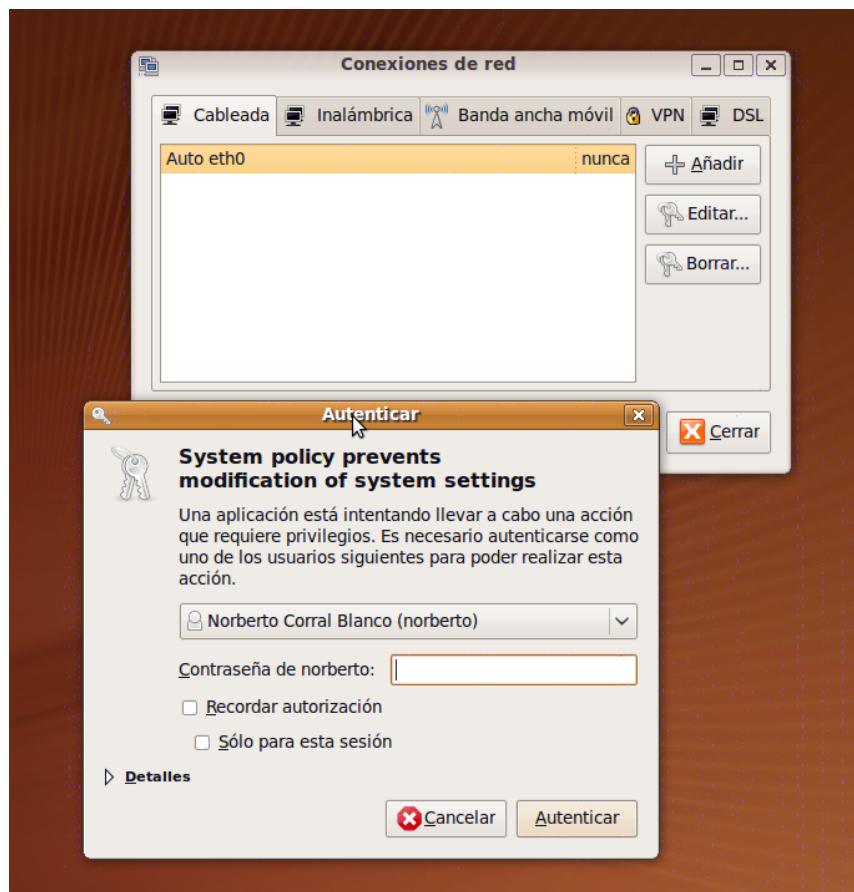 Conexiones de red
Cableada Inalámbrica Banda ancha móvil VPN DSL
Auto eth0 nunca
Añadir
Editar...
Borrar...
Cerrar
Autenticar
System policy prevents
modification of system settings
Una aplicación está intentando llevar a cabo una acción
que requiere privilegios. Es necesario autenticarse como
uno de los usuarios siguientes para poder realizar esta
acción.
Norberto Corral Blanco (norberto)
Contraseña de norberto:
Recordar autorización
Sólo para esta sesión
Detalles
Cancelar Autenticar